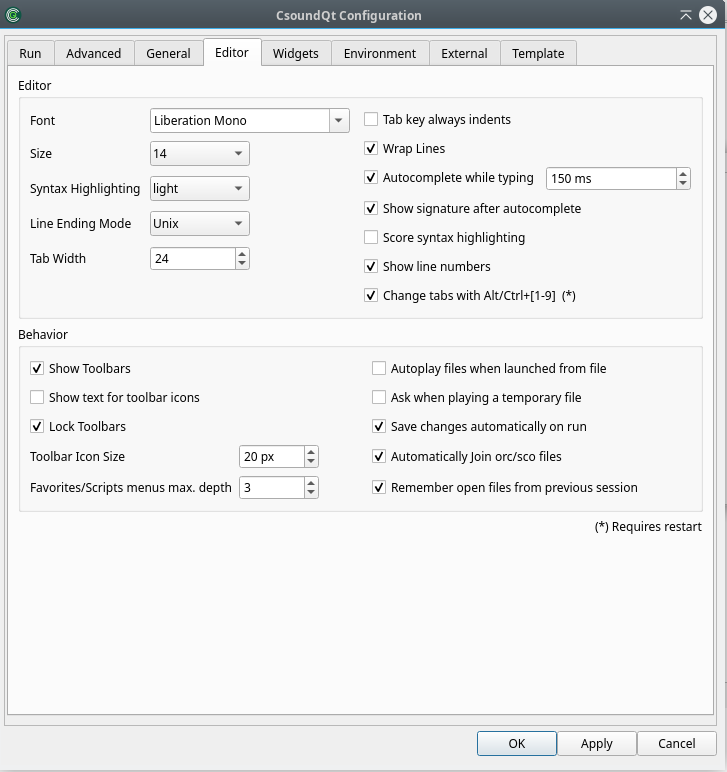 CsoundQt Configuration
Run Advanced General Editor Widgets Environment External Template
Editor
Font Liberation Mono
Size 14
Syntax Highlighting light
Line Ending Mode Unix
Tab Width 24
Tab key always indents
Wrap Lines
Autocomplete while typing 150 ms
Show signature after autocomplete
Score syntax highlighting
Show line numbers
Change tabs with Alt/Ctrl+[1-9] (*)
Behavior
Show Toolbars
Show text for toolbar icons
Lock Toolbars
Toolbar Icon Size 20 px
Favorites/Scripts menus max. depth 3
Autoplay files when launched from file
Ask when playing a temporary file
Save changes automatically on run
Automatically Join orc/sco files
Remember open files from previous session
(*) Requires restart
OK Apply Cancel